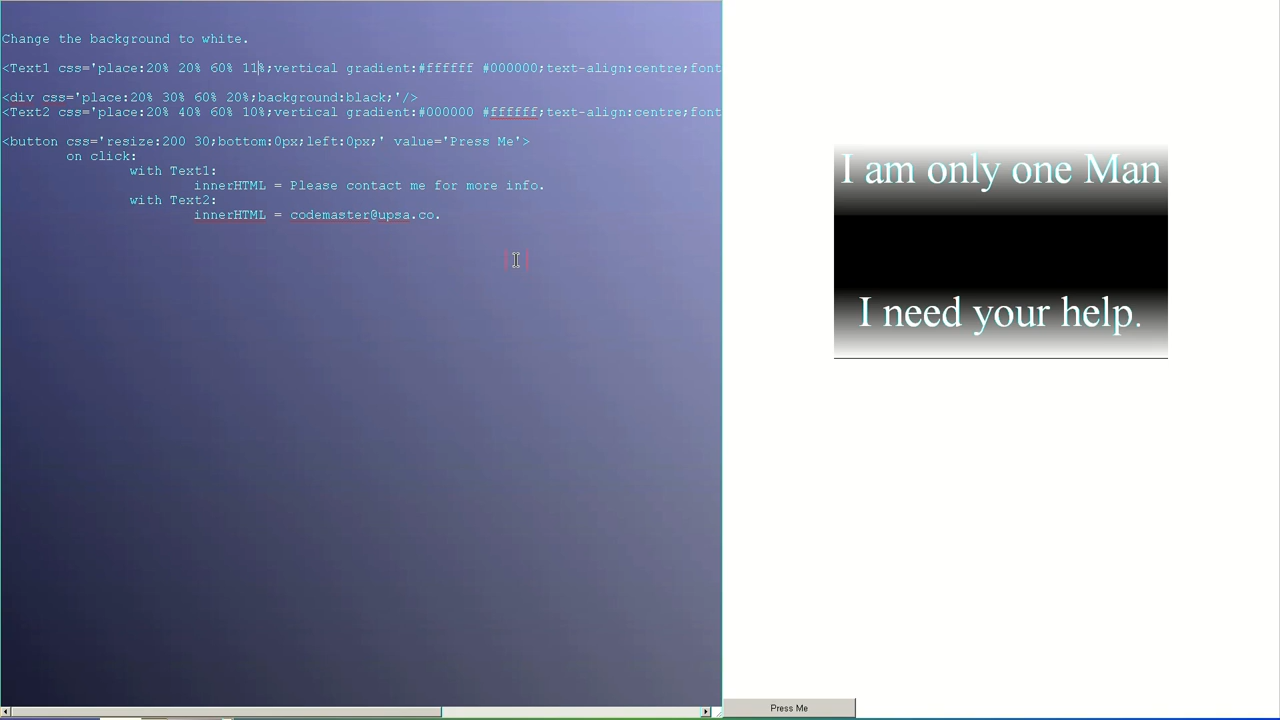 Change the background to white.
<Text1 css='place:20% 20% 60% 11%;vertical gradient:#ffffff #000000;text-align:centre;font
<div css='place:20% 30% 60% 20%;background:black;'/>
<Text2 css='place:20% 40% 60% 10%;vertical gradient:#000000 #ffffff;text-align:centre;font
<button css='resize:200 30;bottom:0px;left:0px;' value='Press Me'>
on click:
with Text1:
innerHTML = Please contact me for more info.
with Text2:
innerHTML = codemaster@upsa.co.
I am only one Man
I need your help.
Press Me